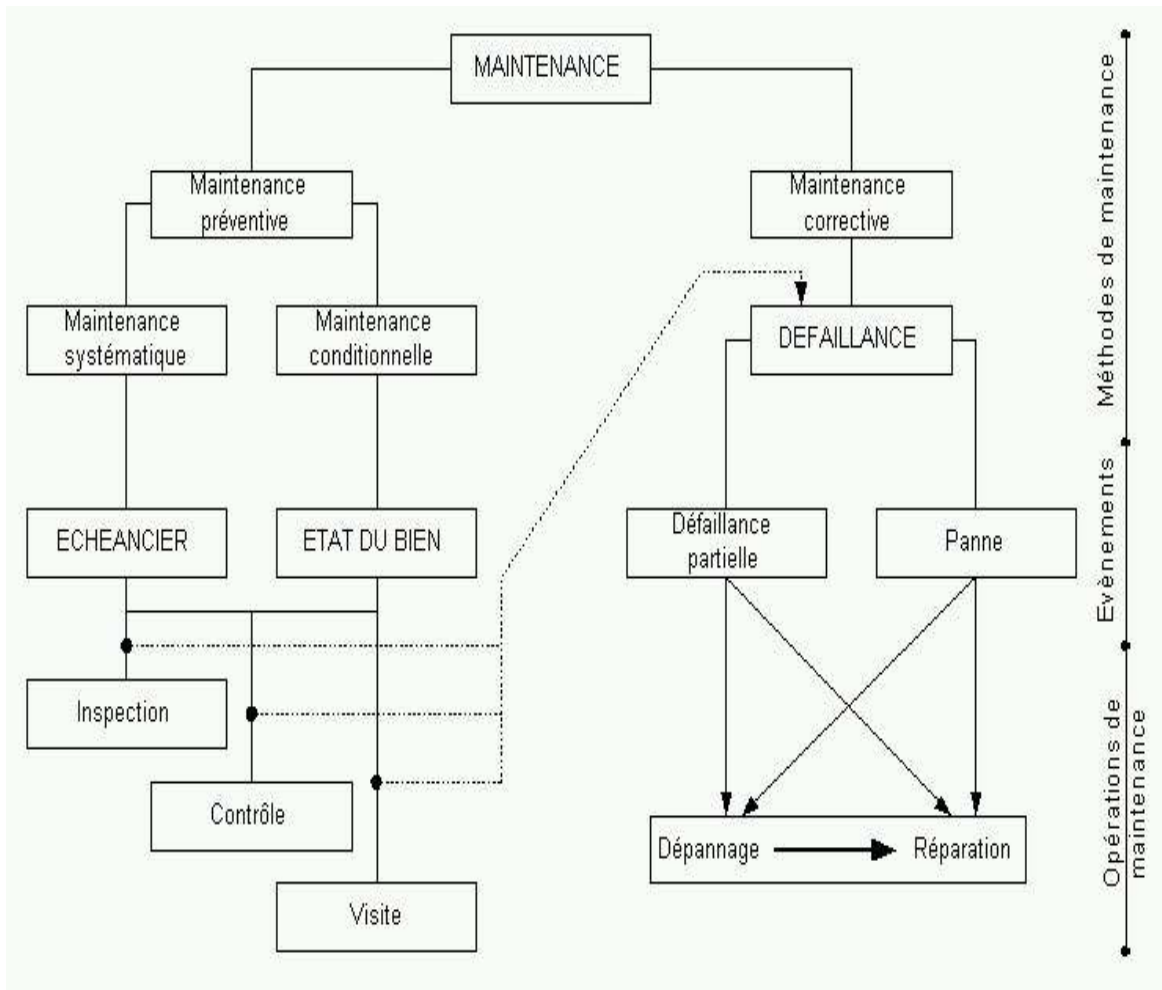 MAINTENANCE
Maintenance
préventive
Maintenance
corrective
Maintenance
systématique
Maintenance
conditionnelle
DEFAILLANCE
ECHEANCIER
ETAT DU BIEN
Défaillance
partielle
Panne
Inspection
Contrôle
Visite
Dépannage
Réparation
Méthodes de maintenance
Evènements
Opérations de
maintenance